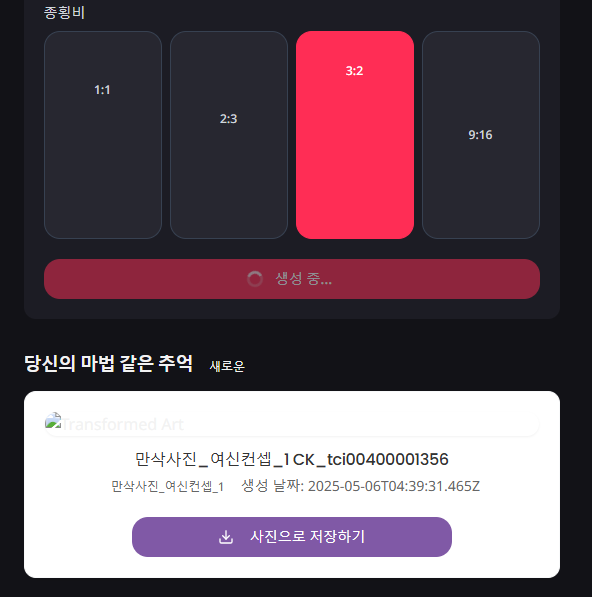 종횡비
1:1
2:3
3:2
9:16
생성 중...
당신의 마법 같은 추억 새로운
Transformed Art
만삭사진_여신컨셉_1 CK_tci00400001356
만삭사진_여신컨셉_1 생성 날짜: 2025-05-06T04:39:31.465Z
사진으로 저장하기